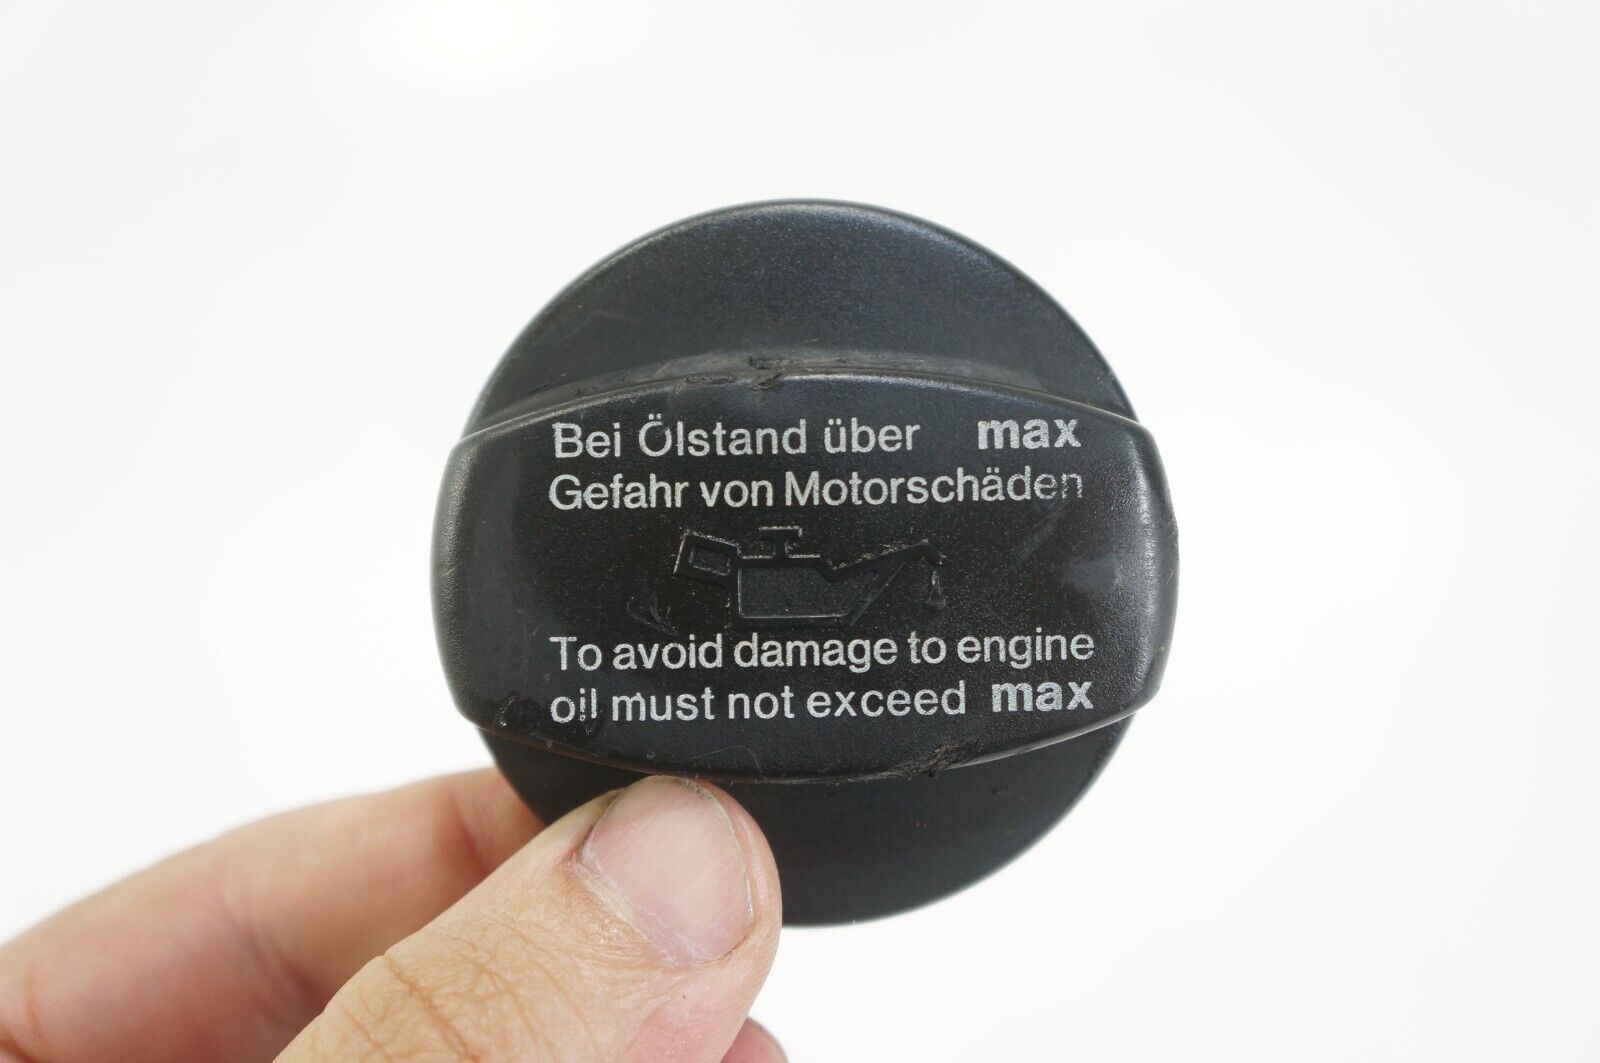 Bei Ölstand über max
Gefahr von Motorschäden
To avoid damage to engine
oil must not exceed max